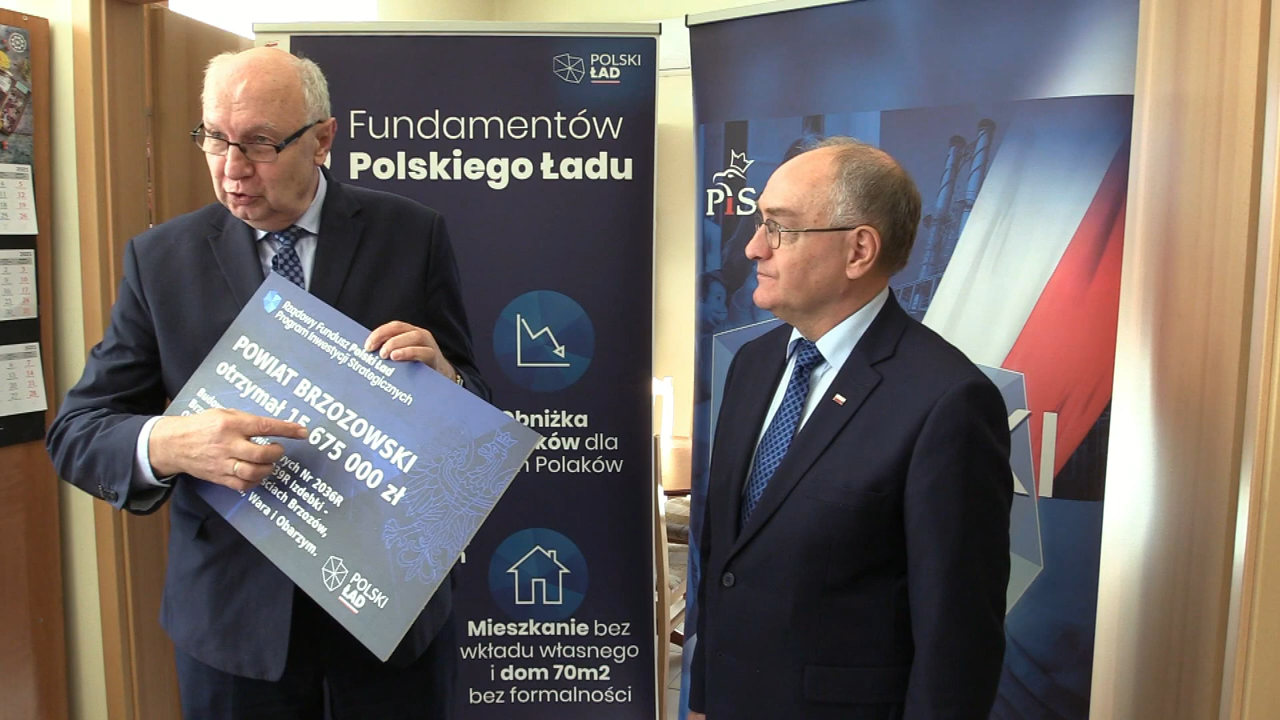 POLSKI
ŁAD
Fundamentów
Polskiego Ładu
PiS
Rządowy Fundusz Polski Ład
Program Inwestycji Strategicznych
POWIAT BRZOZOWSKI
otrzymał 15 675 000 zł
Nr 2036R
Izdebki -
Brzozów,
Wara i Obarzym.
POLSKI
ŁAD
Obniżka
dla
Polaków
Mieszkanie bez
wkładu własnego
i dom 70m2
bez formalności